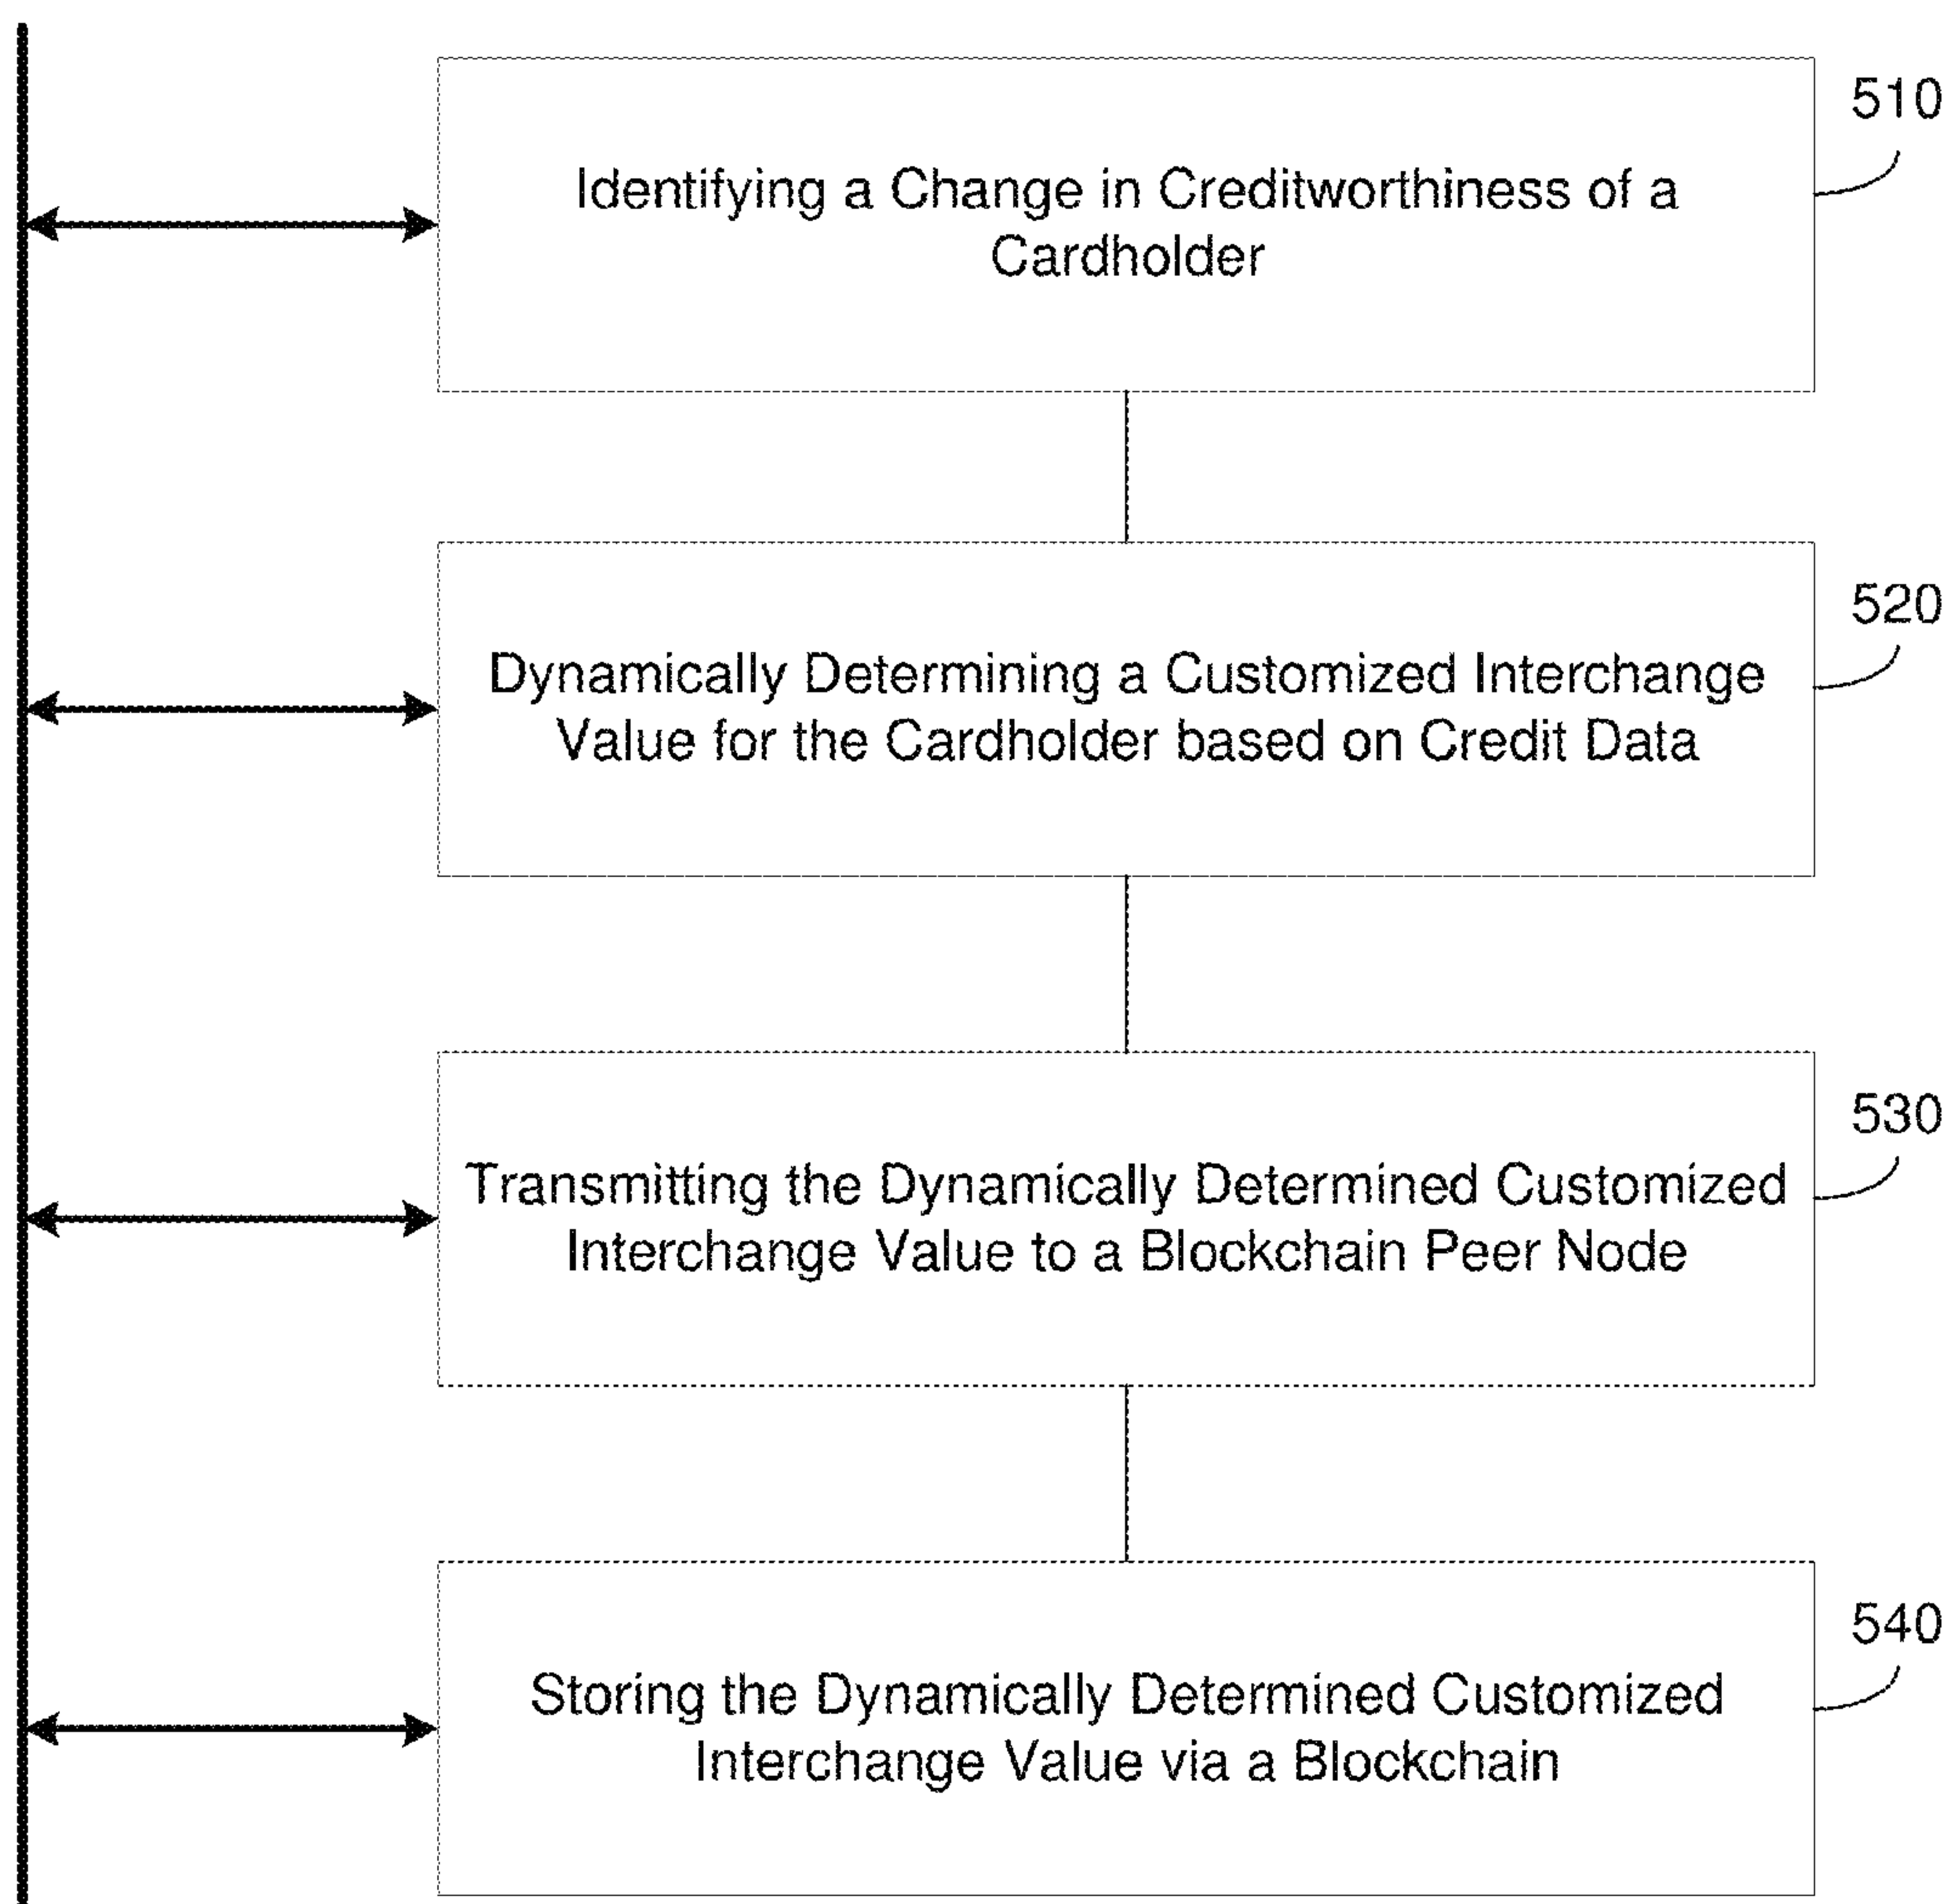 510
Identifying a Change in Creditworthiness of a
Cardholder
520
Dynamically Determining a Customized Interchange
Value for the Cardholder based on Credit Data
530
Transmitting the Dynamically Determined Customized
Interchange Value to a Blockchain Peer Node
540
Storing the Dynamically Determined Customized
Interchange Value via a Blockchain